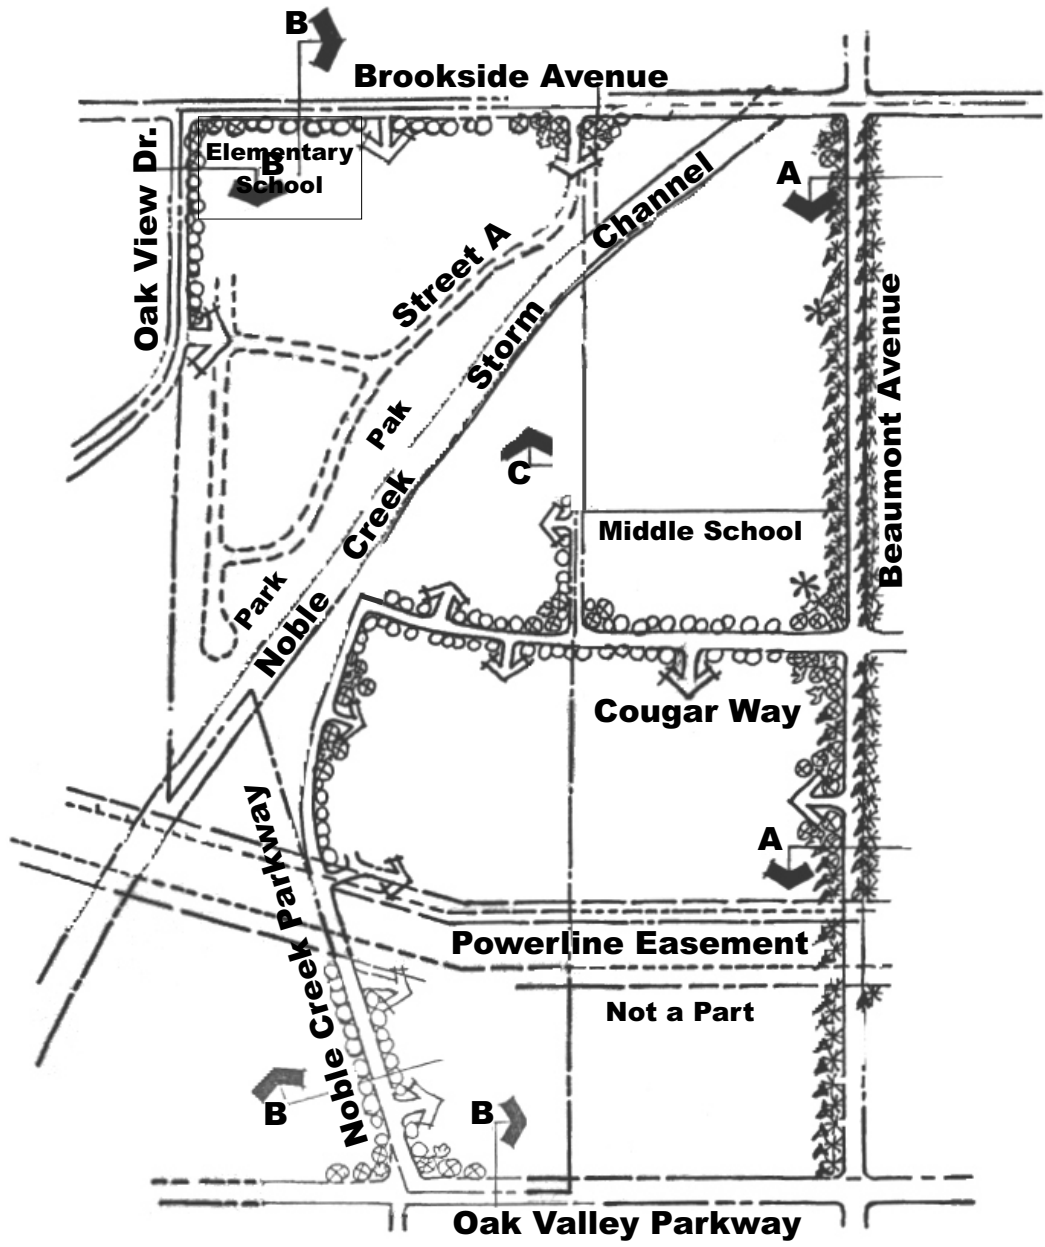 B
Brookside Avenue
Elementary
B
School
A
Oak View Dr.
Channel
Street A
Storm
Beaumont Avenue
Pak
C
Creek
Middle School
Park
Noble
Cougar Way
Noble Creek Parkway
A
Powerline Easement
Not a Part
B
B
Oak Valley Parkway